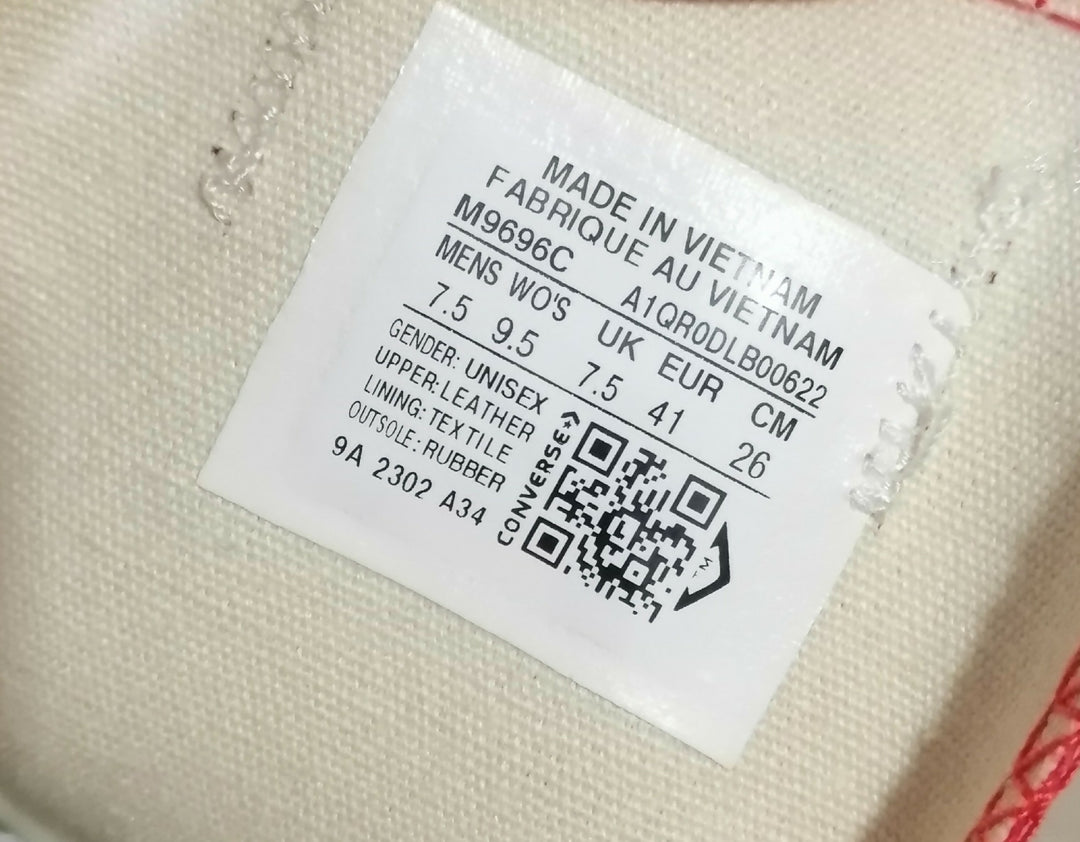 MADE IN VIETNAM
FABRIQUE AU VIETNAM
M9696C A1QR0DLB00622
MENS WO'S UK EUR CM
7.5 9.5 7.5 41 26
GENDER: UNISEX
UPPER: LEATHER
LINING: TEXTILE
OUTSOLE: RUBBER
9A 2302 A34
CONVERSE
TM